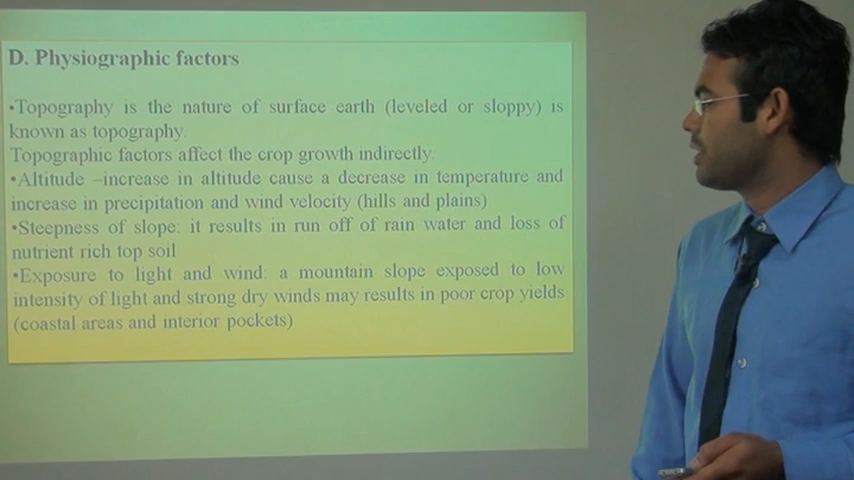 D. Physiographic factors
•Topography is the nature of surface earth (leveled or sloppy) is
known as topography.
Topographic factors affect the crop growth indirectly.
•Altitude –increase in altitude cause a decrease in temperature and
increase in precipitation and wind velocity (hills and plains)
•Steepness of slope: it results in run off of rain water and loss of
nutrient rich top soil
•Exposure to light and wind: a mountain slope exposed to low
intensity of light and strong dry winds may results in poor crop yields
(coastal areas and interior pockets)